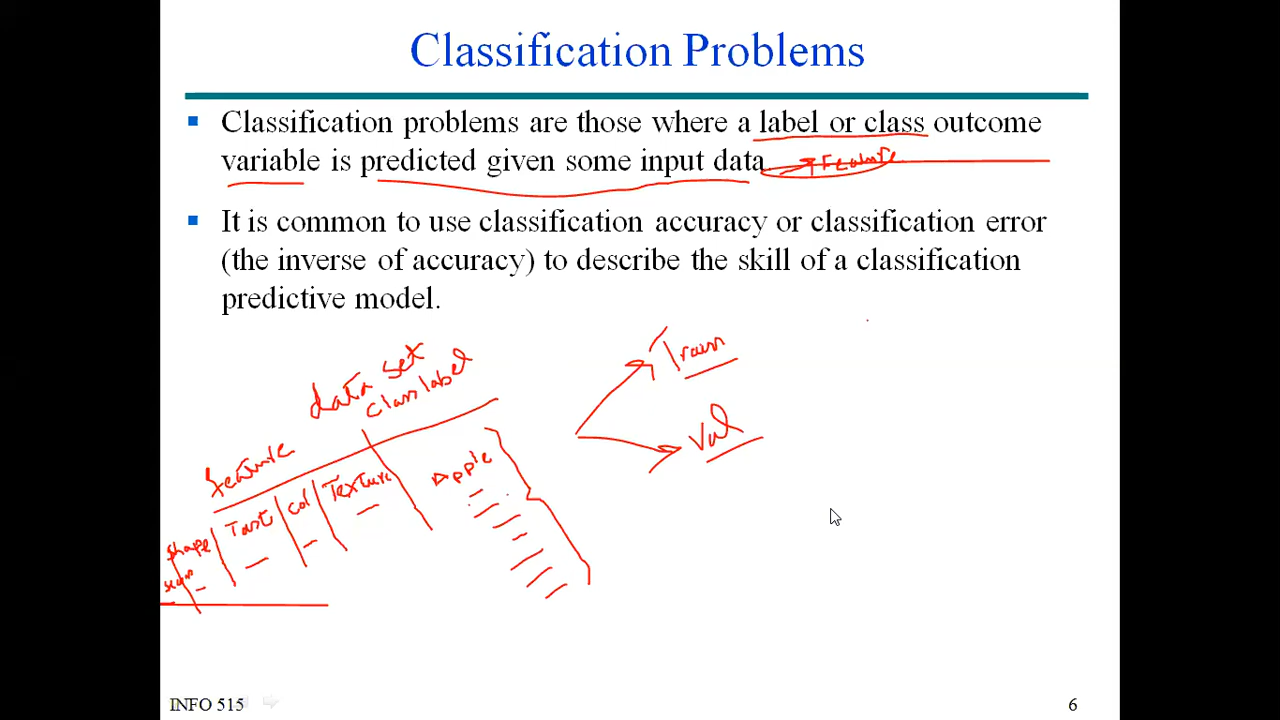 Classification Problems
▪ Classification problems are those where a label or class outcome
variable is predicted given some input data.
Feature
▪ It is common to use classification accuracy or classification error
(the inverse of accuracy) to describe the skill of a classification
predictive model.
Train
data set
class label
Val
feature
Apple
Texture
col
Tast
shape
INFO 515
6